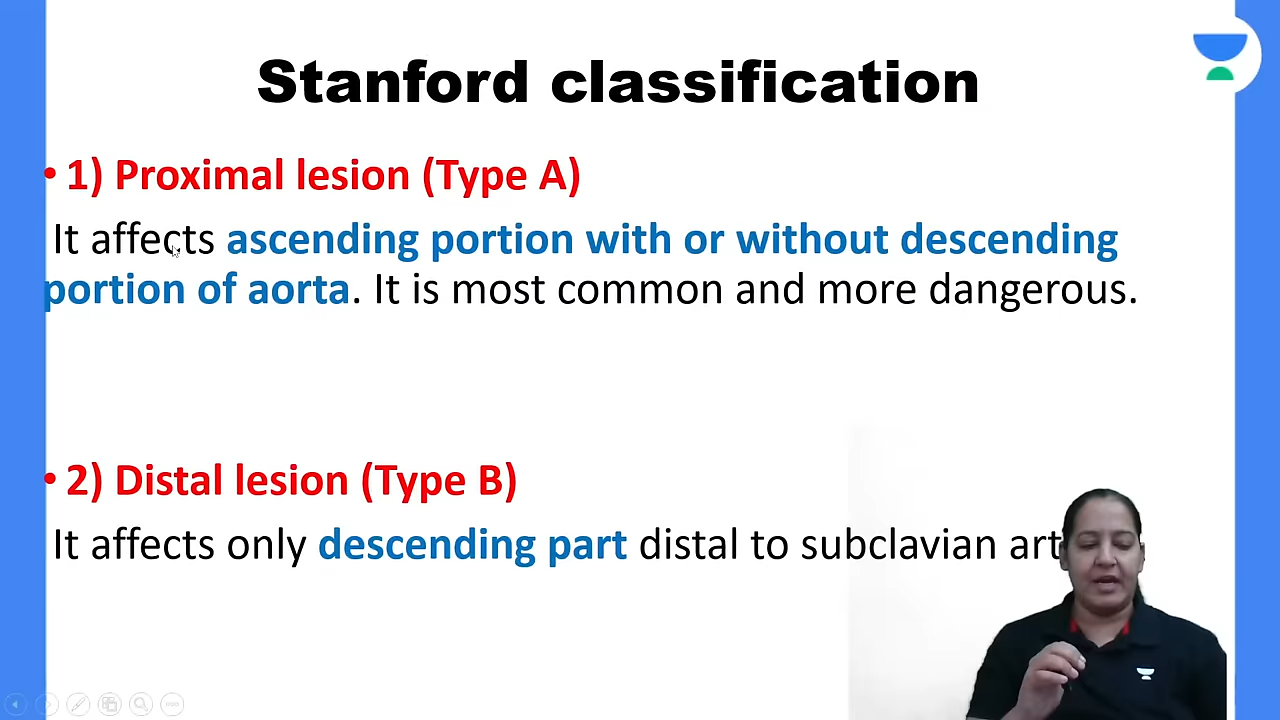 Stanford classification
• 1) Proximal lesion (Type A)
It affects ascending portion with or without descending
portion of aorta. It is most common and more dangerous.
• 2) Distal lesion (Type B)
It affects only descending part distal to subclavian